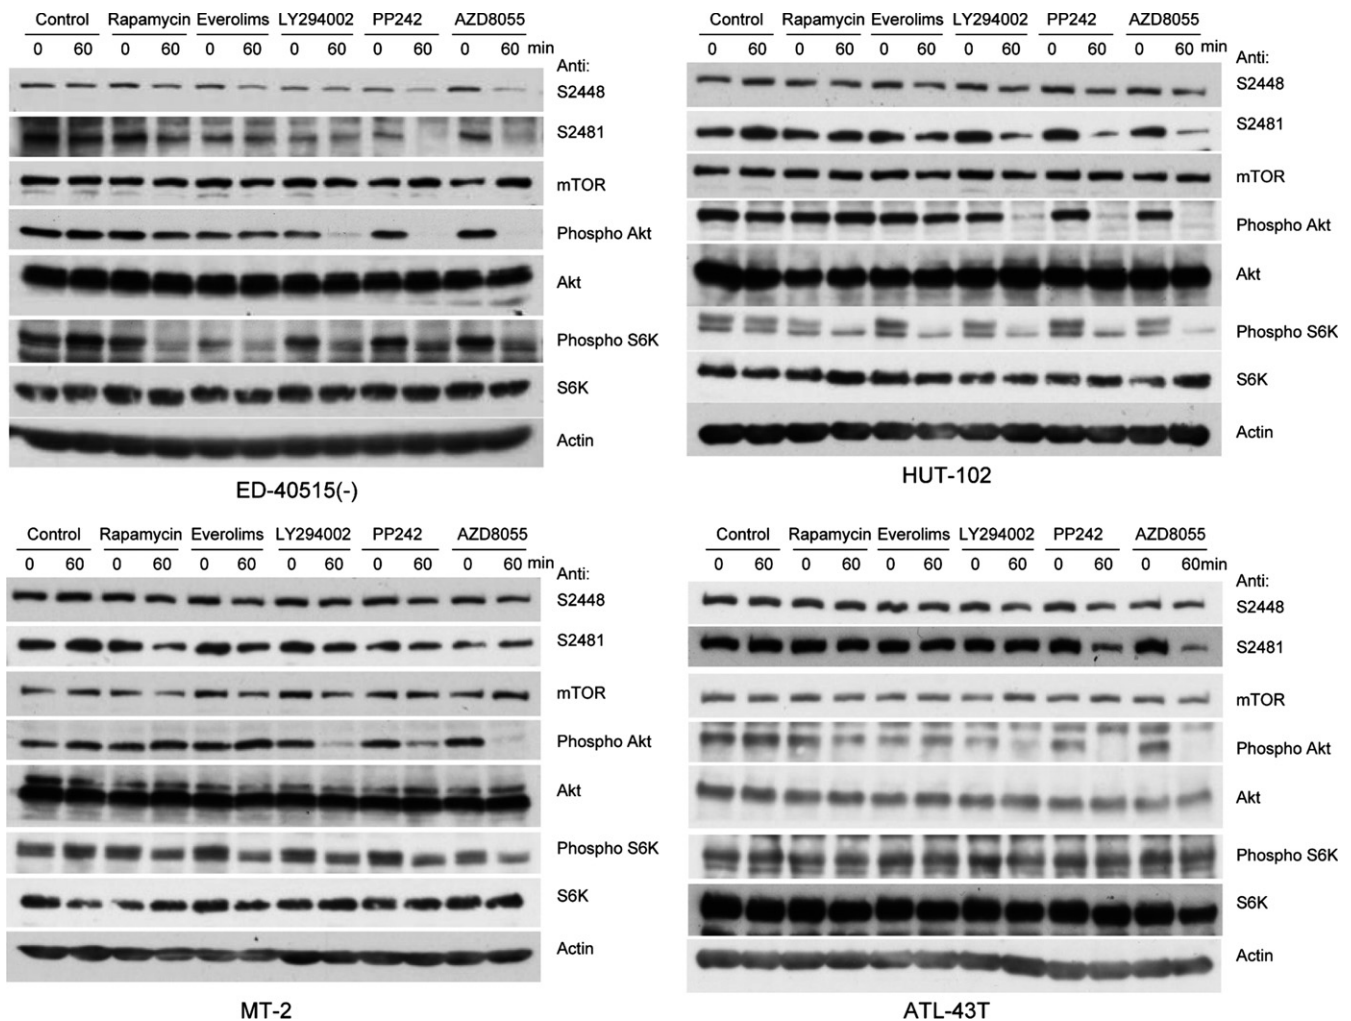 Control Rapamycin Everolims LY294002 PP242 AZD8055
0 60 0 60 0 60 0 60 0 60 0 60 min
Anti:
S2448
S2481
mTOR
Phospho Akt
Akt
Phospho S6K
S6K
Actin
ED-40515(-)
Control Rapamycin Everolims LY294002 PP242 AZD8055
0 60 0 60 0 60 0 60 0 60 0 60 min
Anti:
S2448
S2481
mTOR
Phospho Akt
Akt
Phospho S6K
S6K
Actin
HUT-102
Control Rapamycin Everolims LY294002 PP242 AZD8055
0 60 0 60 0 60 0 60 0 60 0 60 min
Anti:
S2448
S2481
mTOR
Phospho Akt
Akt
Phospho S6K
S6K
Actin
MT-2
Control Rapamycin Everolims LY294002 PP242 AZD8055
0 60 0 60 0 60 0 60 0 60 0 60min
Anti:
S2448
S2481
mTOR
Phospho Akt
Akt
Phospho S6K
S6K
Actin
ATL-43T